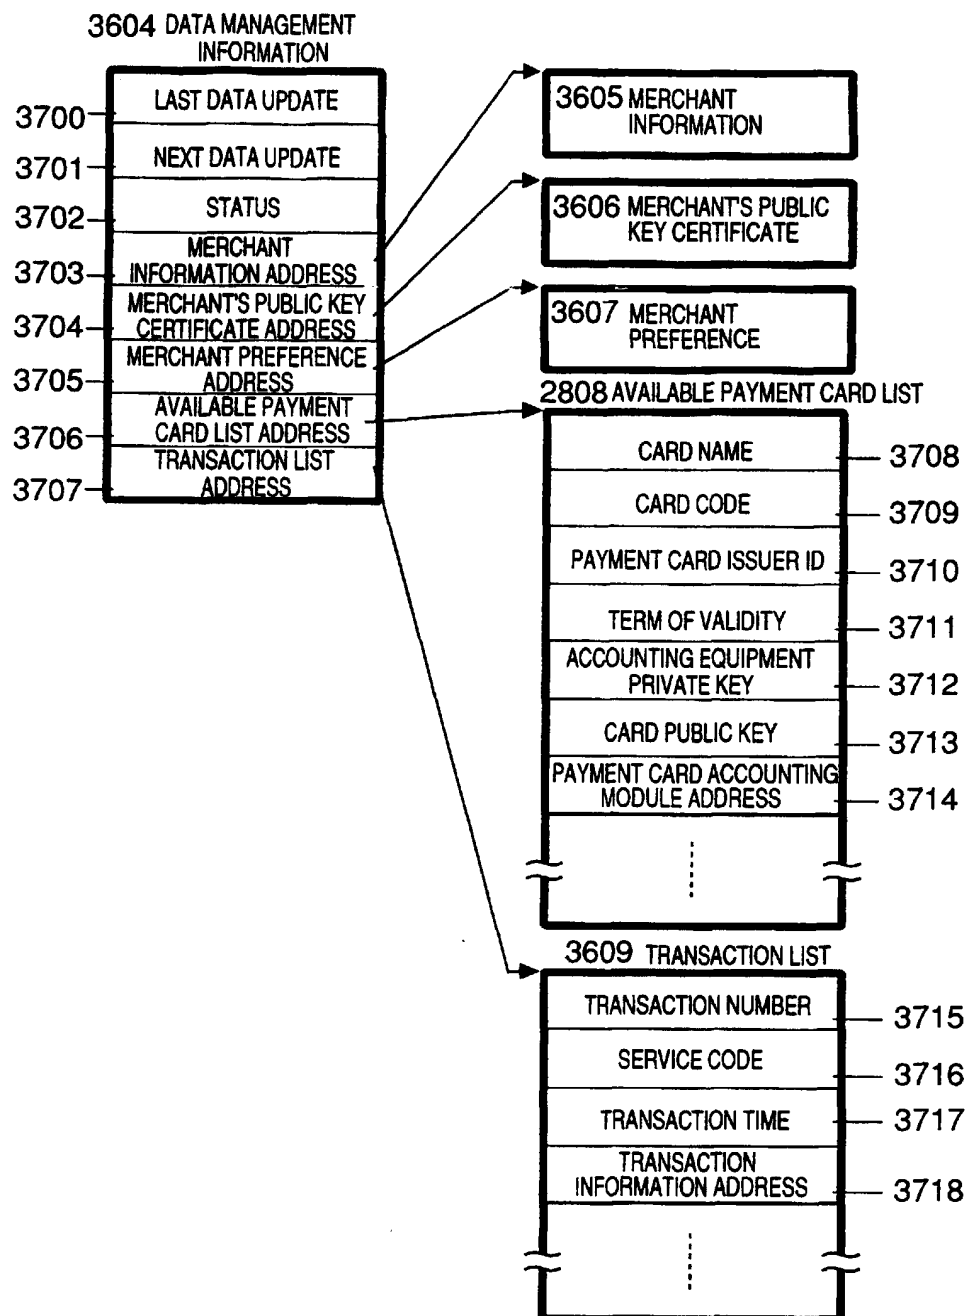 3604 DATA MANAGEMENT
INFORMATION
LAST DATA UPDATE
3700
NEXT DATA UPDATE
3701
STATUS
3702
MERCHANT
INFORMATION ADDRESS
3703
MERCHANT'S PUBLIC KEY
CERTIFICATE ADDRESS
3704
MERCHANT PREFERENCE
ADDRESS
3705
AVAILABLE PAYMENT
CARD LIST ADDRESS
3706
TRANSACTION LIST
ADDRESS
3707
3605 MERCHANT
INFORMATION
3606 MERCHANT'S PUBLIC
KEY CERTIFICATE
3607 MERCHANT
PREFERENCE
2808 AVAILABLE PAYMENT CARD LIST
CARD NAME
3708
CARD CODE
3709
PAYMENT CARD ISSUER ID
3710
TERM OF VALIDITY
3711
ACCOUNTING EQUIPMENT
PRIVATE KEY
3712
CARD PUBLIC KEY
3713
PAYMENT CARD ACCOUNTING
MODULE ADDRESS
3714
3609 TRANSACTION LIST
TRANSACTION NUMBER
3715
SERVICE CODE
3716
TRANSACTION TIME
3717
TRANSACTION
INFORMATION ADDRESS
3718